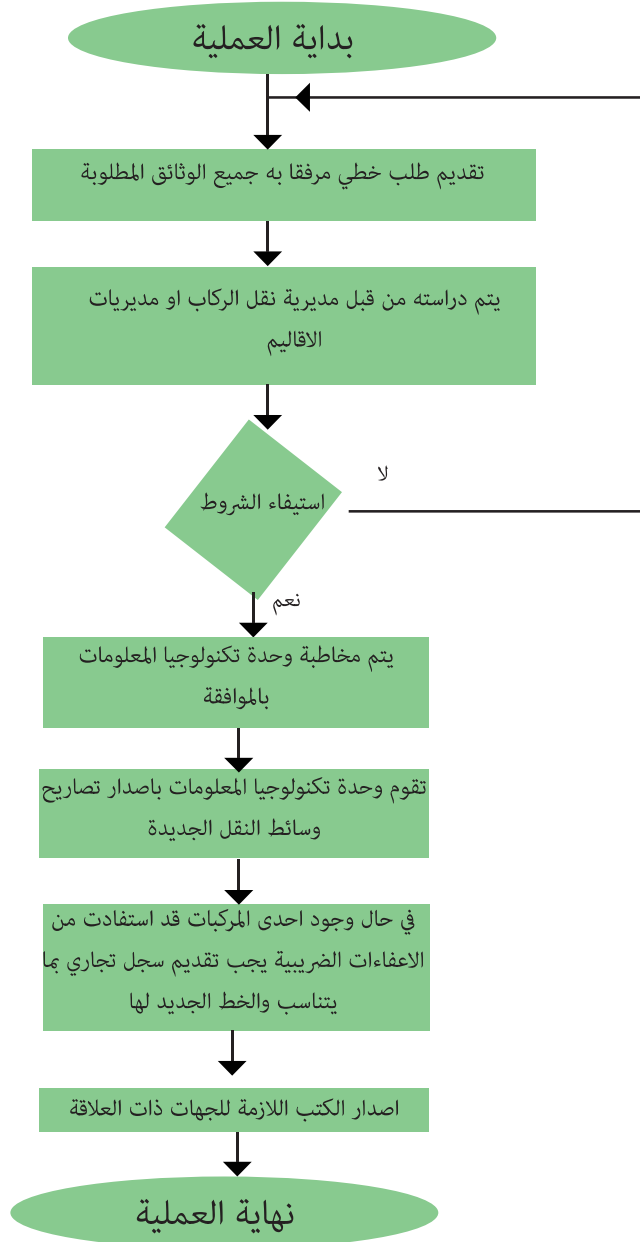 بداية العملية
تقديم طلب خطي مرفقا به جميع الوثائق المطلوبة
يتم دراسته من قبل مديرية نقل الركاب او مديريات
الاقاليم
لا
استيفاء الشروط
نعم
يتم مخاطبة وحدة تكنولوجيا المعلومات
بالموافقة
تقوم وحدة تكنولوجيا المعلومات باصدار تصاريح
وسائط النقل الجديدة
في حال وجود احدى المركبات قد استفادت من
الاعفاءات الضريبية يجب تقديم سجل تجاري بما
يتناسب والخط الجديد لها
اصدار الكتب اللازمة للجهات ذات العلاقة
نهاية العملية